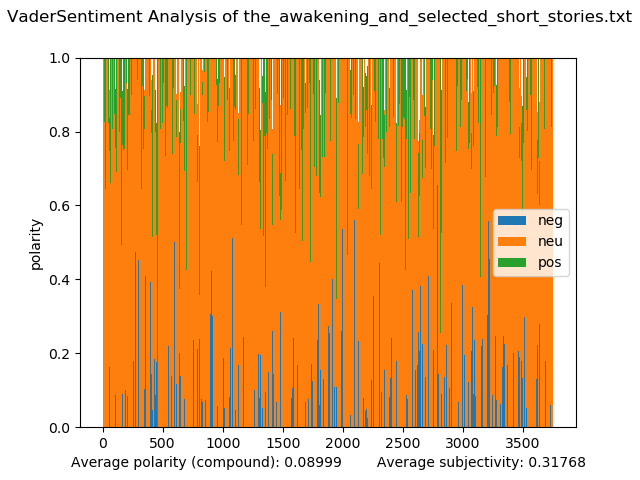 VaderSentiment Analysis of the_awakening_and_selected_short_stories.txt
1.0
0.8
0.6
0.4
0.2
0.0
polarity
neg
neu
pos
0 500 1000 1500 2000 2500 3000 3500
Average polarity (compound): 0.08999 Average subjectivity: 0.31768